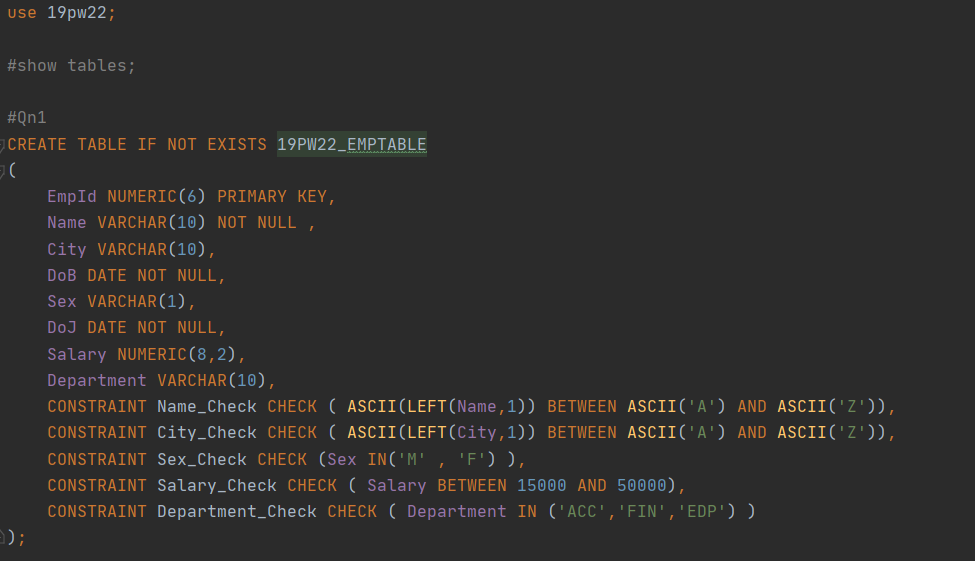 use 19pw22;
#show tables;
#Qn1
CREATE TABLE IF NOT EXISTS 19PW22_EMPTABLE
(
    EmpId NUMERIC(6) PRIMARY KEY,
    Name VARCHAR(10) NOT NULL ,
    City VARCHAR(10),
    DoB DATE NOT NULL,
    Sex VARCHAR(1),
    DoJ DATE NOT NULL,
    Salary NUMERIC(8,2),
    Department VARCHAR(10),
    CONSTRAINT Name_Check CHECK ( ASCII(LEFT(Name,1)) BETWEEN ASCII('A') AND ASCII('Z')),
    CONSTRAINT City_Check CHECK ( ASCII(LEFT(City,1)) BETWEEN ASCII('A') AND ASCII('Z')),
    CONSTRAINT Sex_Check CHECK (Sex IN('M' , 'F') ),
    CONSTRAINT Salary_Check CHECK ( Salary BETWEEN 15000 AND 50000),
    CONSTRAINT Department_Check CHECK ( Department IN ('ACC','FIN','EDP') )
);